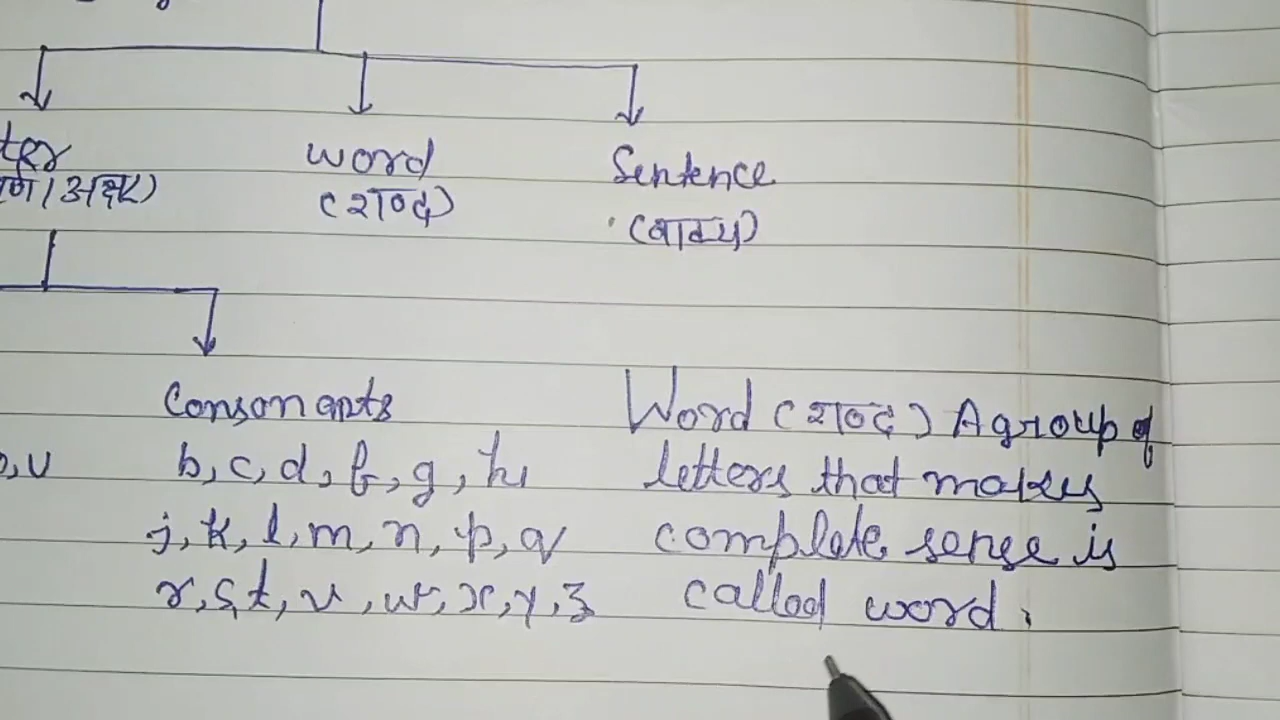 word
Sentence
(शब्द)
(वाक्य)
Consonants
Word (शब्द) A group of
b, c, d, f, g, h
letters that makes
j, k, l, m, n, p, q
complete sense is
r, s, t, v, w, x, y, z
called word.